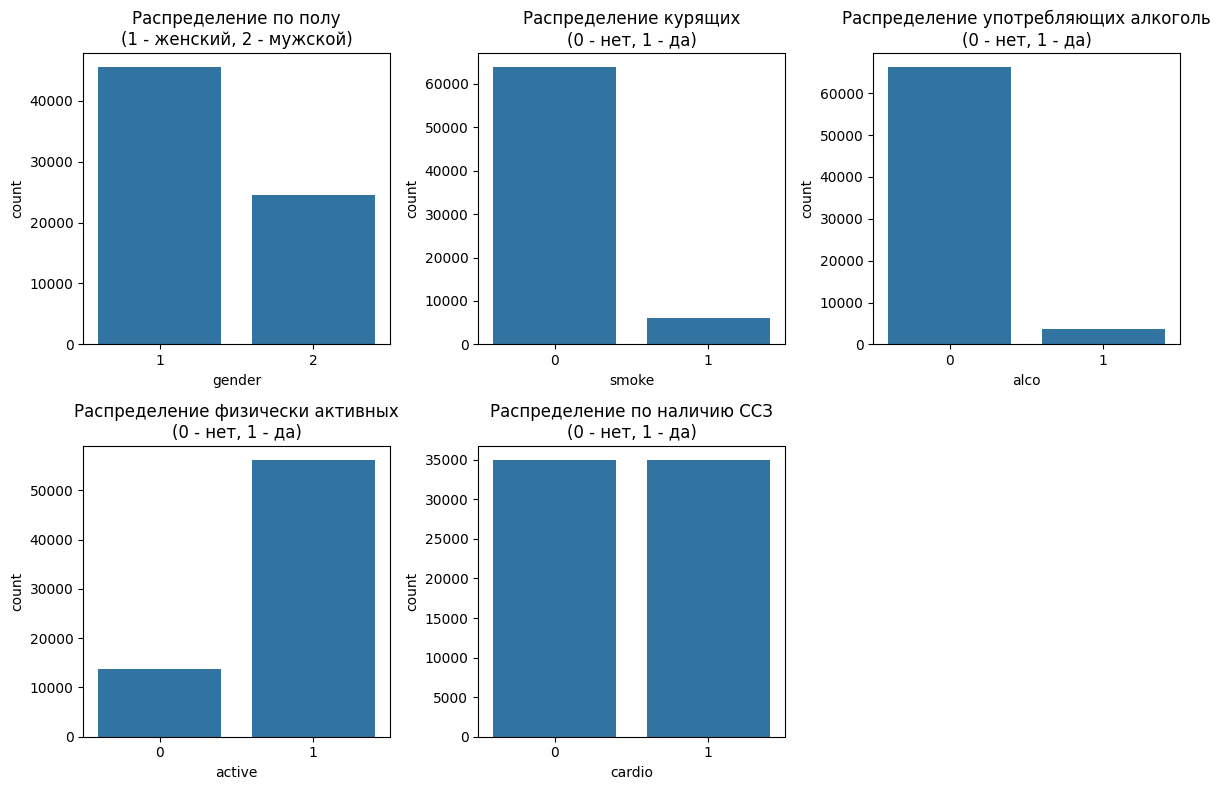 Распределение по полу
(1 - женский, 2 - мужской)
40000
30000
20000
10000
0
count
1
2
gender
Распределение курящих
(0 - нет, 1 - да)
60000
50000
40000
30000
20000
10000
0
count
0
1
smoke
Распределение употребляющих алкоголь
(0 - нет, 1 - да)
60000
50000
40000
30000
20000
10000
0
count
0
1
alco
Распределение физически активных
(0 - нет, 1 - да)
50000
40000
30000
20000
10000
0
count
0
1
active
Распределение по наличию ССЗ
(0 - нет, 1 - да)
35000
30000
25000
20000
15000
10000
5000
0
count
0
1
cardio